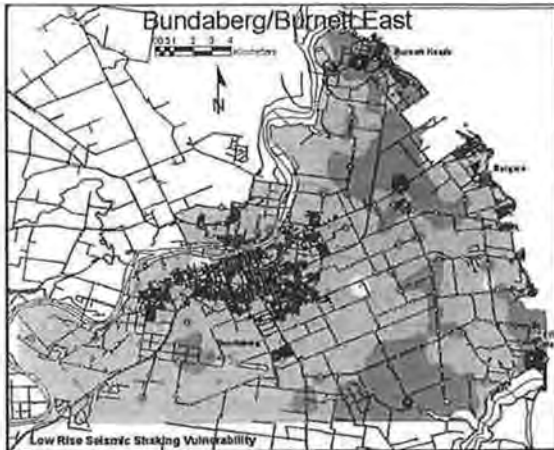 Bundaberg/Burnett East
0 0.5 1 2 3 4
Kilometers
N
Burnett Heads
Bargara
Low Rise Seismic Shaking Vulnerability